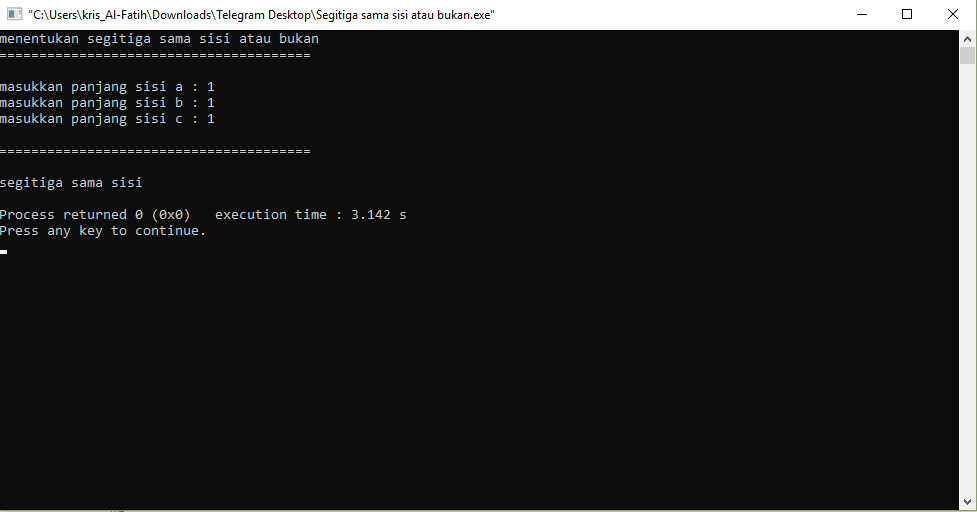 "C:\Users\kris_Al-Fatih\Downloads\Telegram Desktop\Segitiga sama sisi atau bukan.exe"
menentukan segitiga sama sisi atau bukan
=======================================
masukkan panjang sisi a : 1
masukkan panjang sisi b : 1
masukkan panjang sisi c : 1
=======================================
segitiga sama sisi
Process returned 0 (0x0)   execution time : 3.142 s
Press any key to continue.